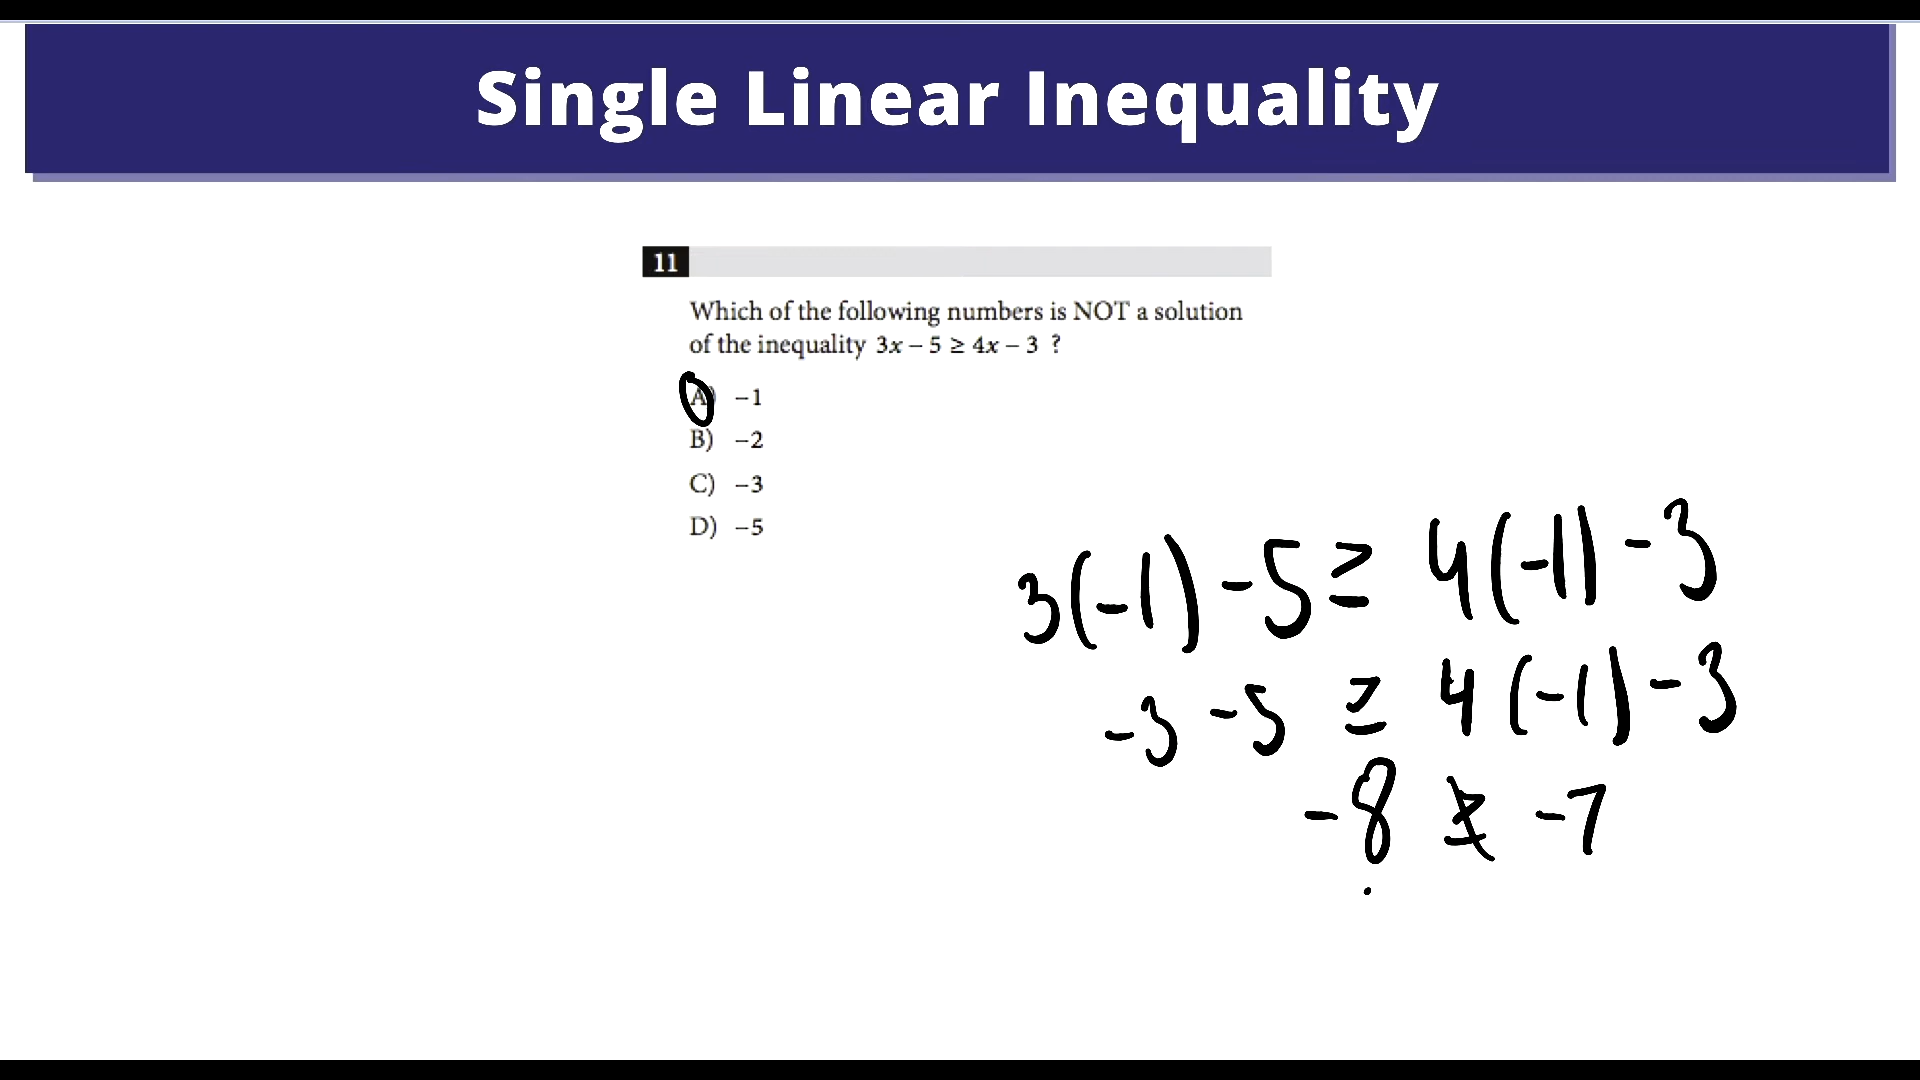 Single Linear Inequality
11
Which of the following numbers is NOT a solution
of the inequality 3x – 5 ≥ 4x – 3 ?
A) –1
B) –2
C) –3
D) –5
3(-1) -5 ≥ 4(-1) -3
-3 -5 ≥ 4(-1) -3
-8 ≱ -7